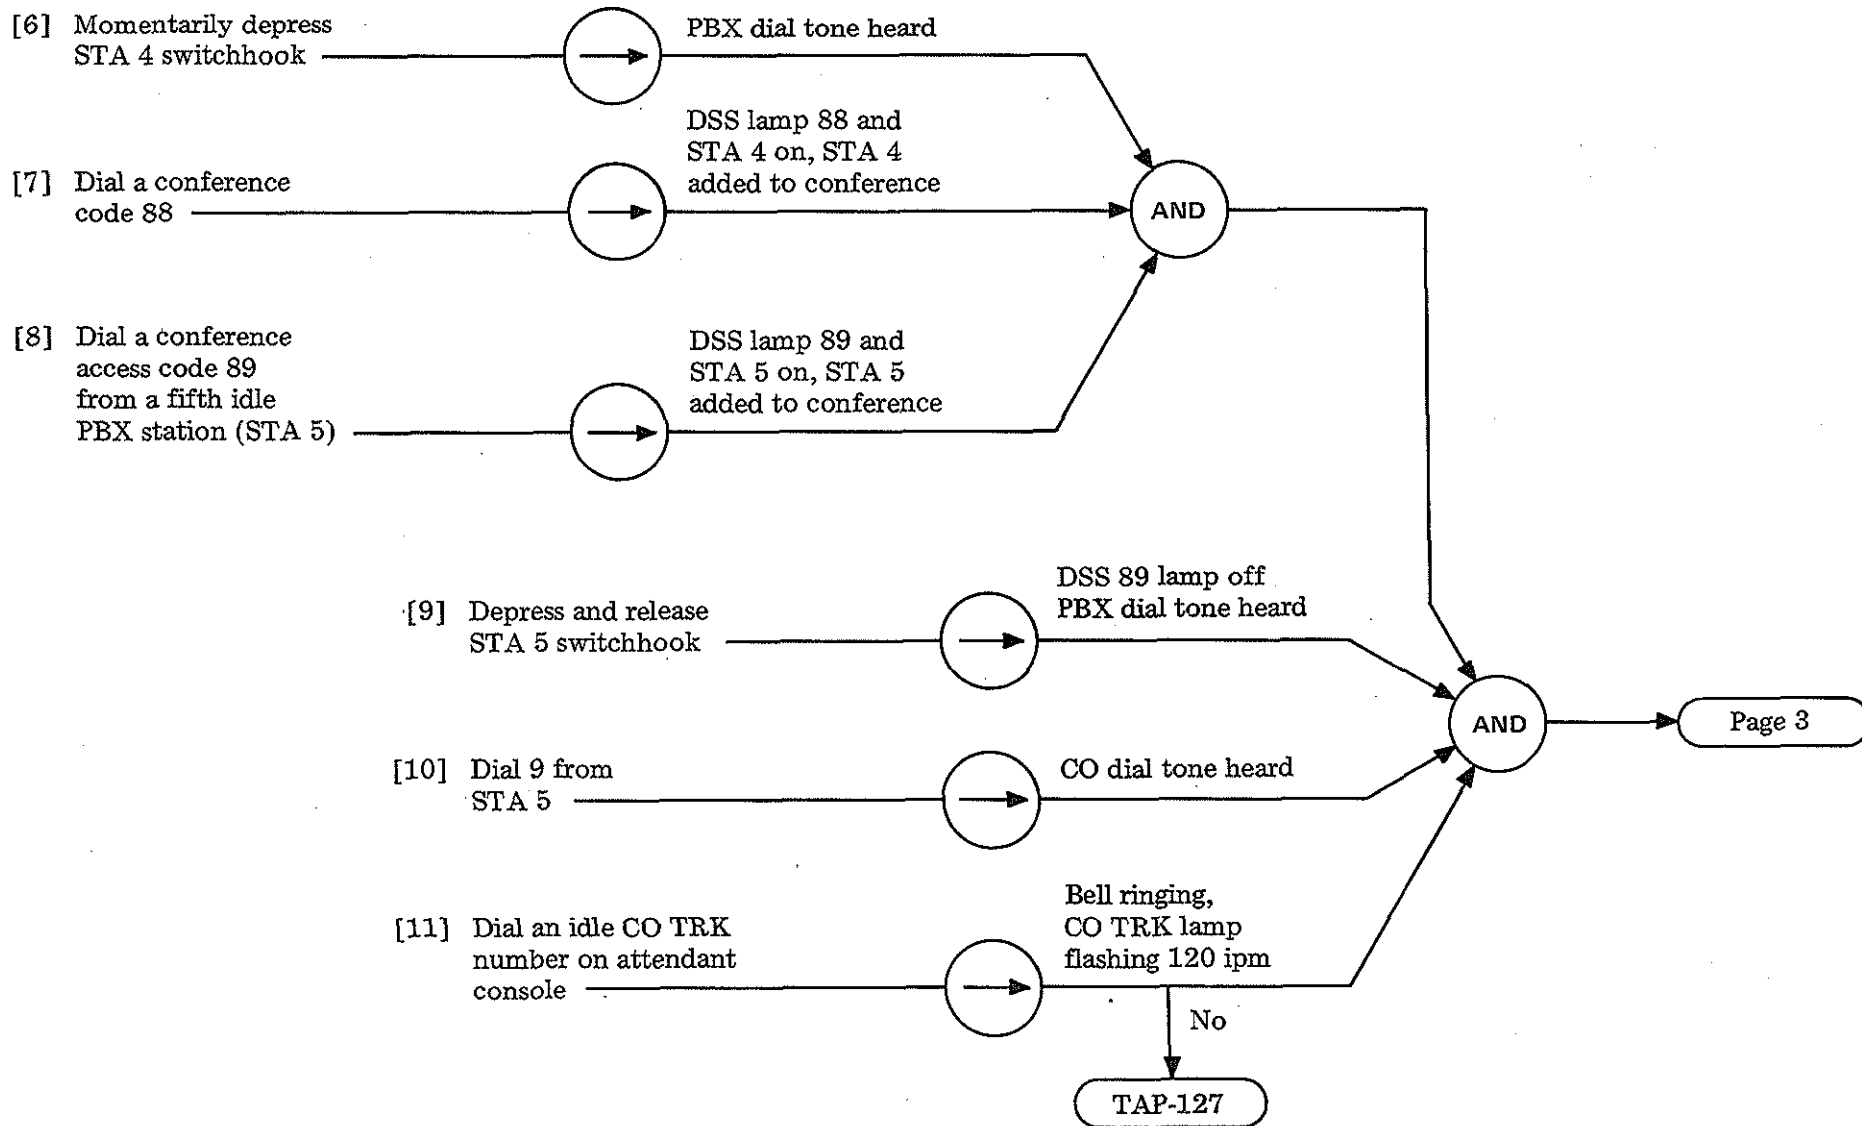 [6] Momentarily depress
STA 4 switchhook
PBX dial tone heard
DSS lamp 88 and
STA 4 on, STA 4
added to conference
[7] Dial a conference
code 88
AND
[8] Dial a conference
access code 89
from a fifth idle
PBX station (STA 5)
DSS lamp 89 and
STA 5 on, STA 5
added to conference
[9] Depress and release
STA 5 switchhook
DSS 89 lamp off
PBX dial tone heard
AND
Page 3
[10] Dial 9 from
STA 5
CO dial tone heard
[11] Dial an idle CO TRK
number on attendant
console
Bell ringing,
CO TRK lamp
flashing 120 ipm
No
TAP-127